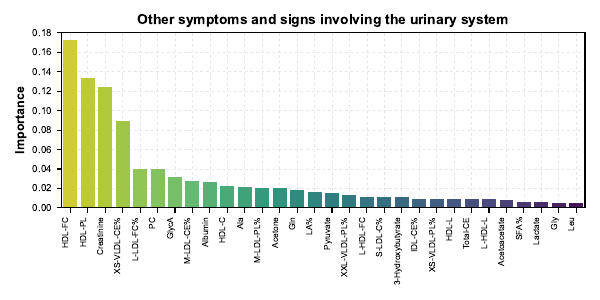 Other symptoms and signs involving the urinary system
Importance
0.18
0.16
0.14
0.12
0.10
0.08
0.06
0.04
0.02
0.00
HDL-FC
HDL-PL
Creatinine
XS-VLDL-CE%
L-LDL-FC%
PC
GlycA
M-LDL-CE%
Albumin
HDL-C
Ala
M-LDL-PL%
Acetone
Gln
LA%
Pyruvate
XXL-VLDL-PL%
L-HDL-FC
S-LDL-C%
3-Hydroxybutyrate
IDL-CE%
XS-VLDL-PL%
HDL-L
Total-CE
L-HDL-L
Acetoacetate
SFA%
Lactate
Gly
Leu